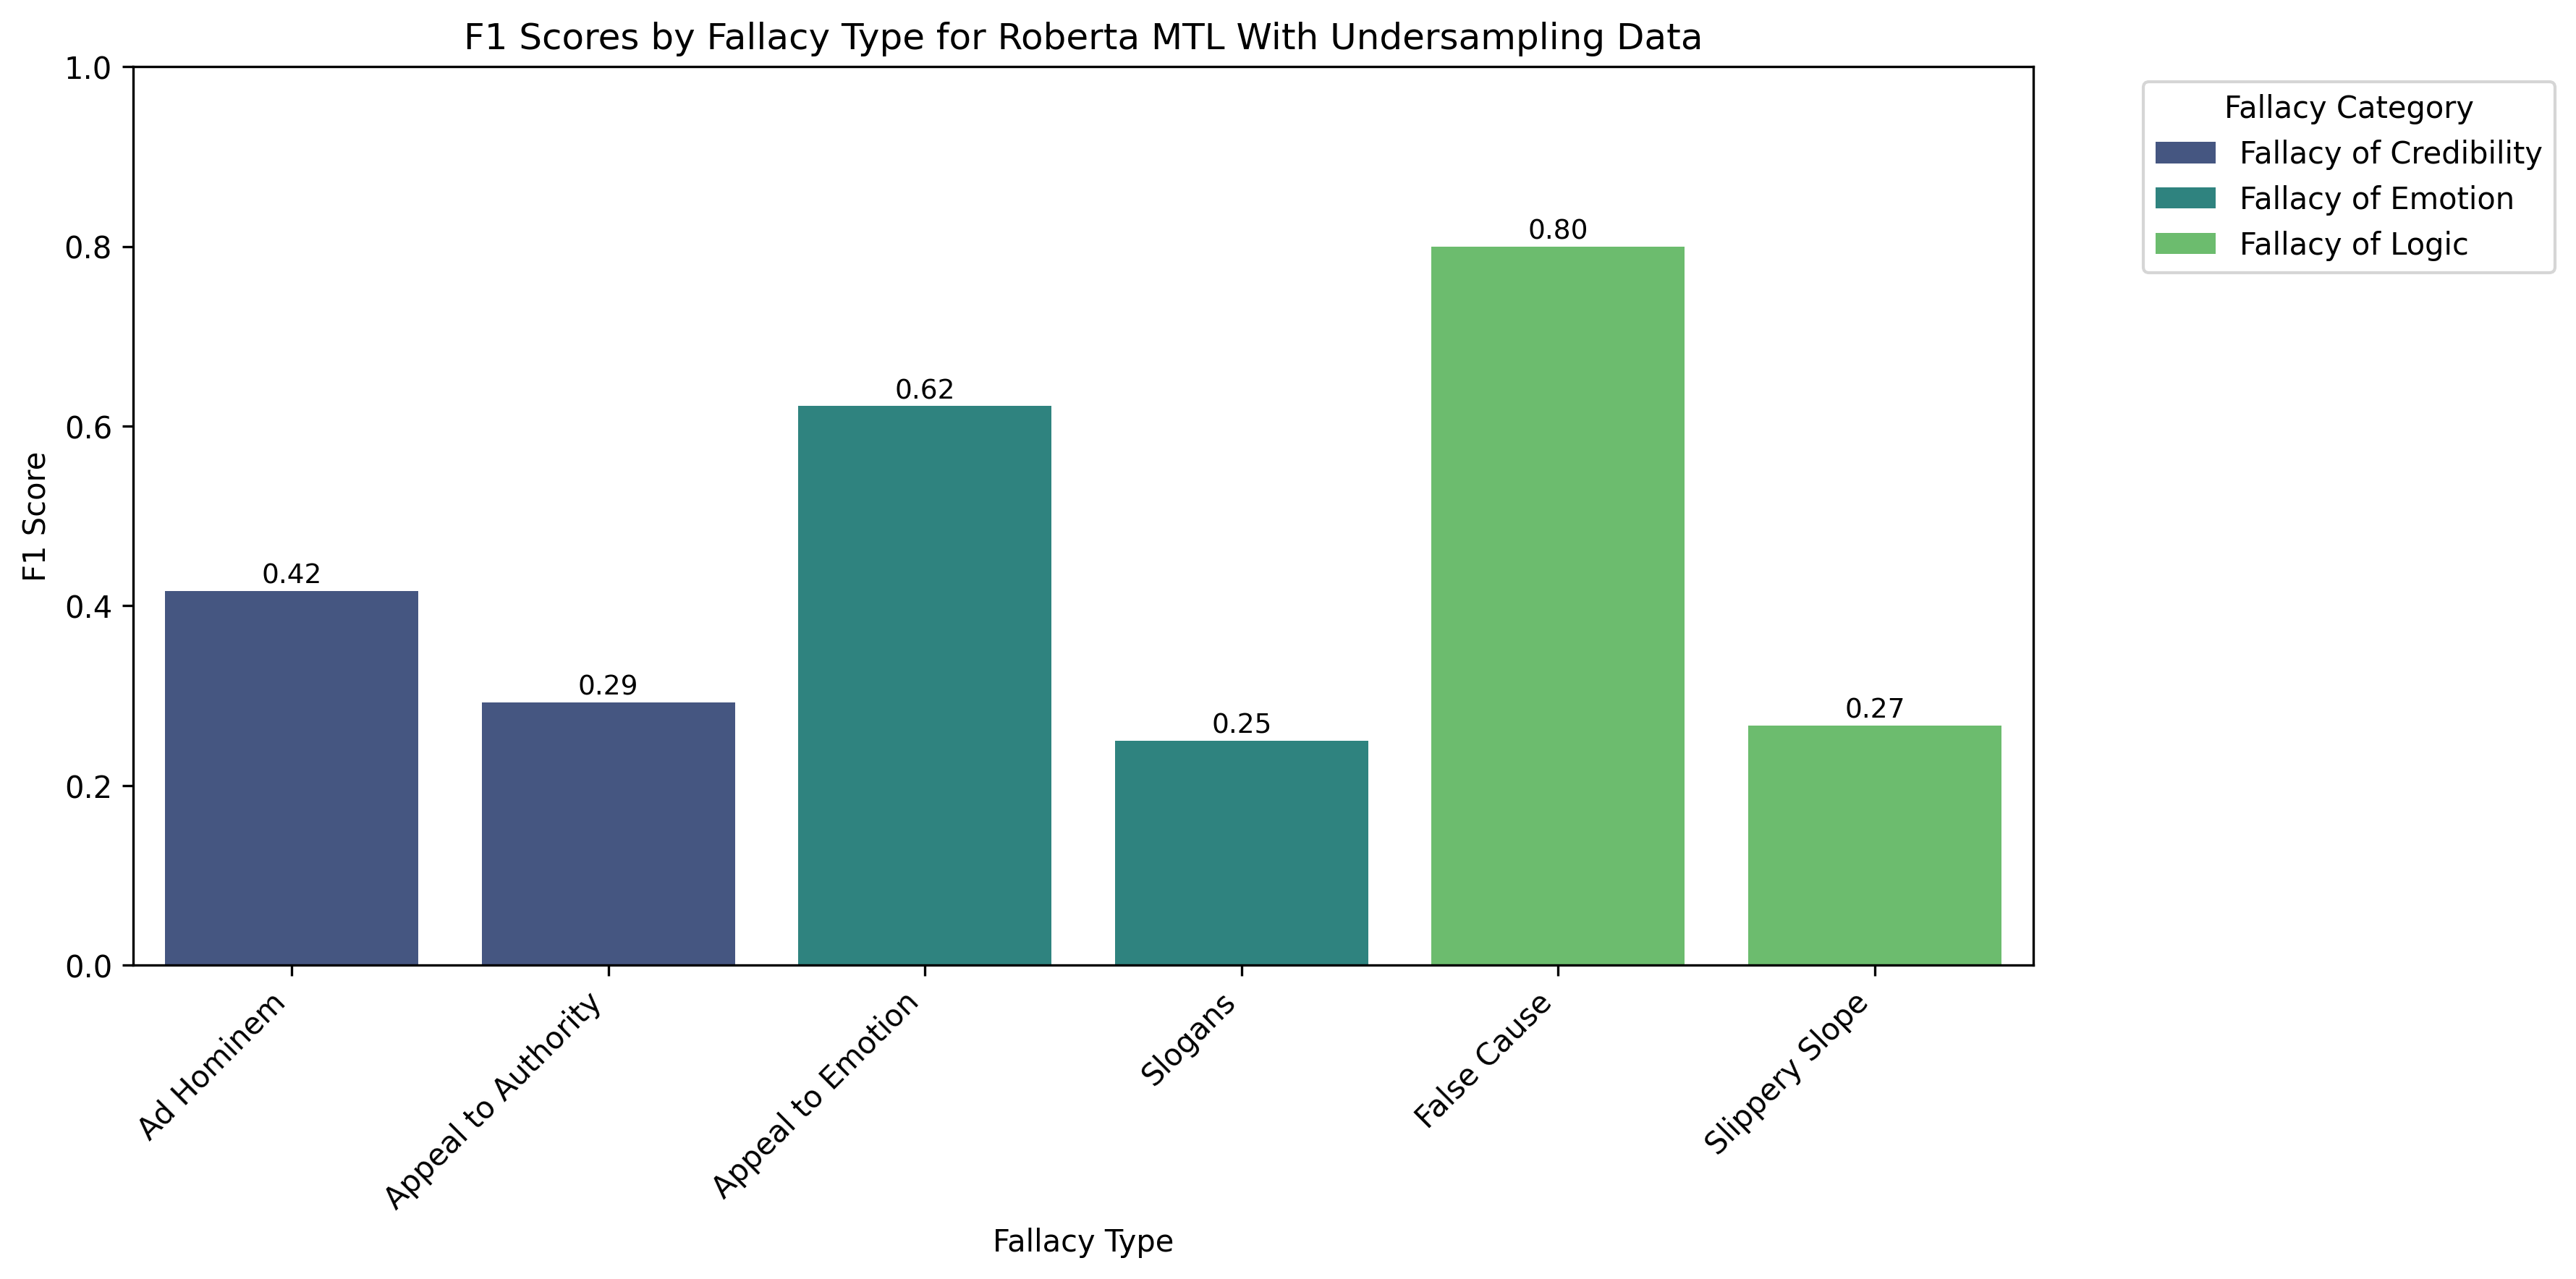 F1 Scores by Fallacy Type for Roberta MTL With Undersampling Data
F1 Score
1.0
0.8
0.6
0.4
0.2
0.0
0.42
0.29
0.62
0.25
0.80
0.27
Ad Hominem
Appeal to Authority
Appeal to Emotion
Slogans
False Cause
Slippery Slope
Fallacy Type
Fallacy Category
Fallacy of Credibility
Fallacy of Emotion
Fallacy of Logic